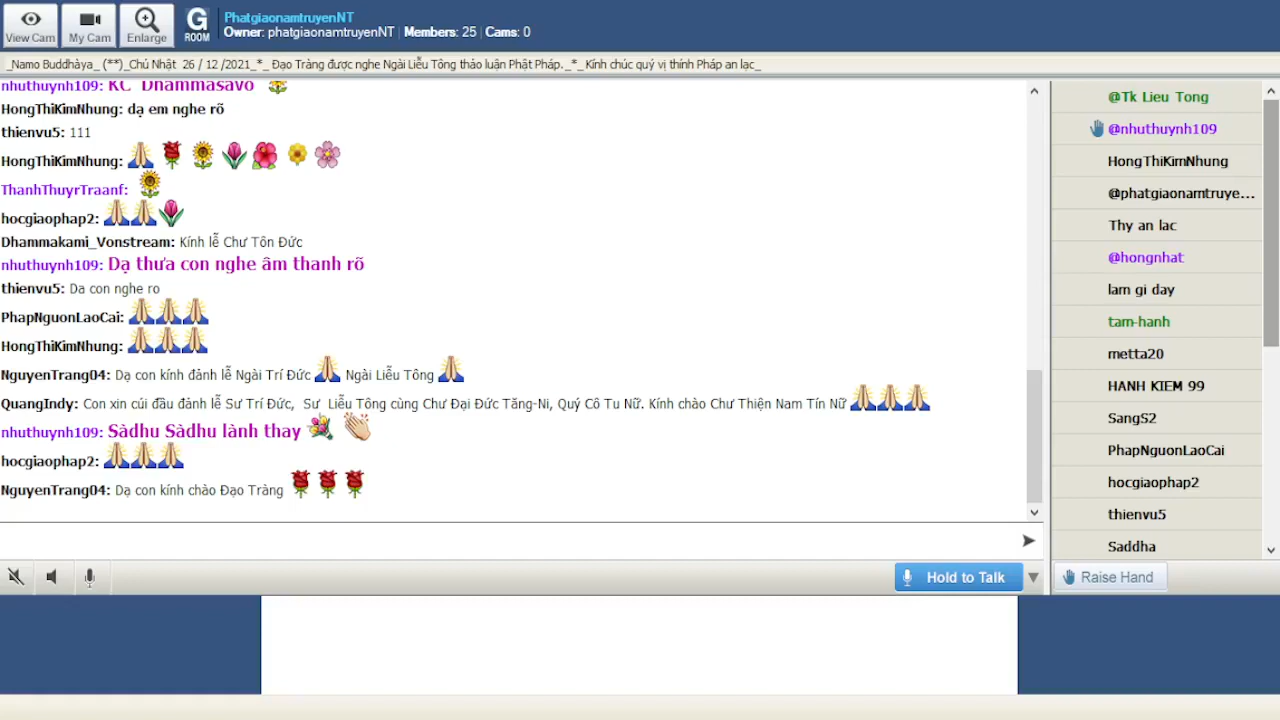 View Cam
My Cam
Enlarge
G ROOM
PhatgiaonamtruyenNT
Owner: phatgiaonamtruyenNT | Members: 25 | Cams: 0
_Namo Buddhàya_ (**)_Chủ Nhật 26 / 12 /2021_*_ Đạo Tràng được nghe Ngài Liễu Tông thảo luận Phật Pháp._*_Kính chúc quý vị thính Pháp an lạc_
nhuthuynh109: KC Dhammasavo
HongThiKimNhung: dạ em nghe rõ
thienvu5: 111
HongThiKimNhung:
ThanhThuyrTraanf:
hocgiaophap2:
Dhammakami_Vonstream: Kính lễ Chư Tôn Đức
nhuthuynh109: Dạ thưa con nghe âm thanh rõ
thienvu5: Da con nghe ro
PhapNguonLaoCai:
HongThiKimNhung:
NguyenTrang04: Dạ con kính đảnh lễ Ngài Trí Đức Ngài Liễu Tông
QuangIndy: Con xin cúi đầu đảnh lễ Sư Trí Đức, Sư Liễu Tông cùng Chư Đại Đức Tăng-Ni, Quý Cô Tu Nữ. Kính chào Chư Thiện Nam Tín Nữ
nhuthuynh109: Sàdhu Sàdhu lành thay
hocgiaophap2:
NguyenTrang04: Dạ con kính chào Đạo Tràng
@Tk Lieu Tong
@nhuthuynh109
HongThiKimNhung
@phatgiaonamtruye...
Thy an lac
@hongnhat
lam gi day
tam-hanh
metta20
HANH KIEM 99
SangS2
PhapNguonLaoCai
hocgiaophap2
thienvu5
Saddha
Hold to Talk
Raise Hand